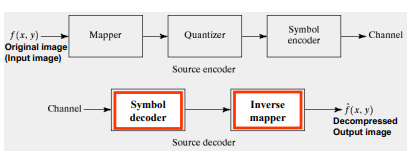 f(x, y)
Original image
(Input image)
Mapper
Quantizer
Symbol
encoder
Channel
Source encoder
Channel
Symbol
decoder
Inverse
mapper
f̂(x, y)
Decompressed
Output image
Source decoder